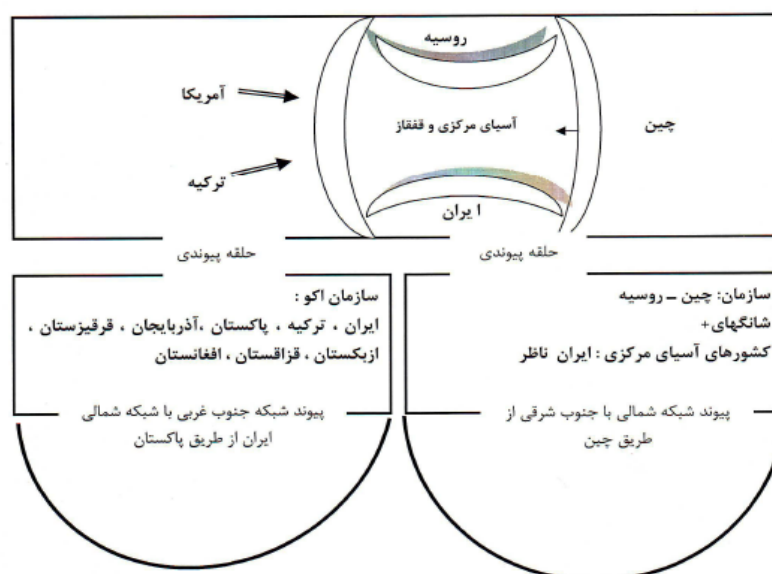 روسیه
آمریکا
آسیای مرکزی و قفقاز
چین
ترکیه
ا یران
حلقه پیوندی
حلقه پیوندی
سازمان: چین – روسیه
شانگهای+
کشورهای آسیای مرکزی : ایران ناظر
پیوند شبکه شمالی با جنوب شرقی از
طریق چین
سازمان اکو :
ایران ، ترکیه ، پاکستان ،آذربایجان ، قرقیزستان ،
ازبکستان ، قزاقستان ، افغانستان
پیوند شبکه جنوب غربی با شبکه شمالی
ایران از طریق پاکستان